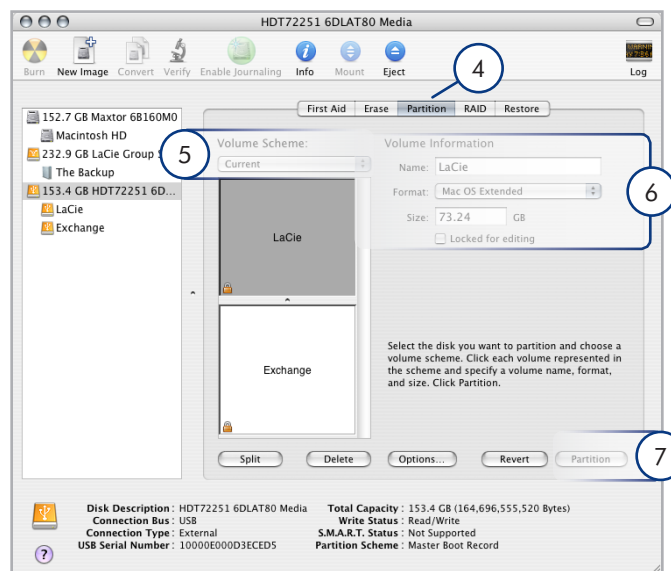 HDT72251 6DLAT80 Media
Burn New Image Convert Verify Enable Journaling Info Mount Eject Log
4
First Aid Erase Partition RAID Restore
152.7 GB Maxtor 6B160M0
Macintosh HD
232.9 GB LaCie Group
The Backup
153.4 GB HDT72251 6D...
LaCie
Exchange
5
Volume Scheme:
Current
LaCie
Exchange
Volume Information
Name: LaCie
Format: Mac OS Extended
Size: 73.24 GB
Locked for editing
6
Select the disk you want to partition and choose a
volume scheme. Click each volume represented in
the scheme and specify a volume name, format,
and size. Click Partition.
Split Delete Options... Revert Partition
7
Disk Description : HDT72251 6DLAT80 Media
Connection Bus : USB
Connection Type : External
USB Serial Number : 10000E000D3ECED5
Total Capacity : 153.4 GB (164,696,555,520 Bytes)
Write Status : Read/Write
S.M.A.R.T. Status : Not Supported
Partition Scheme : Master Boot Record
?